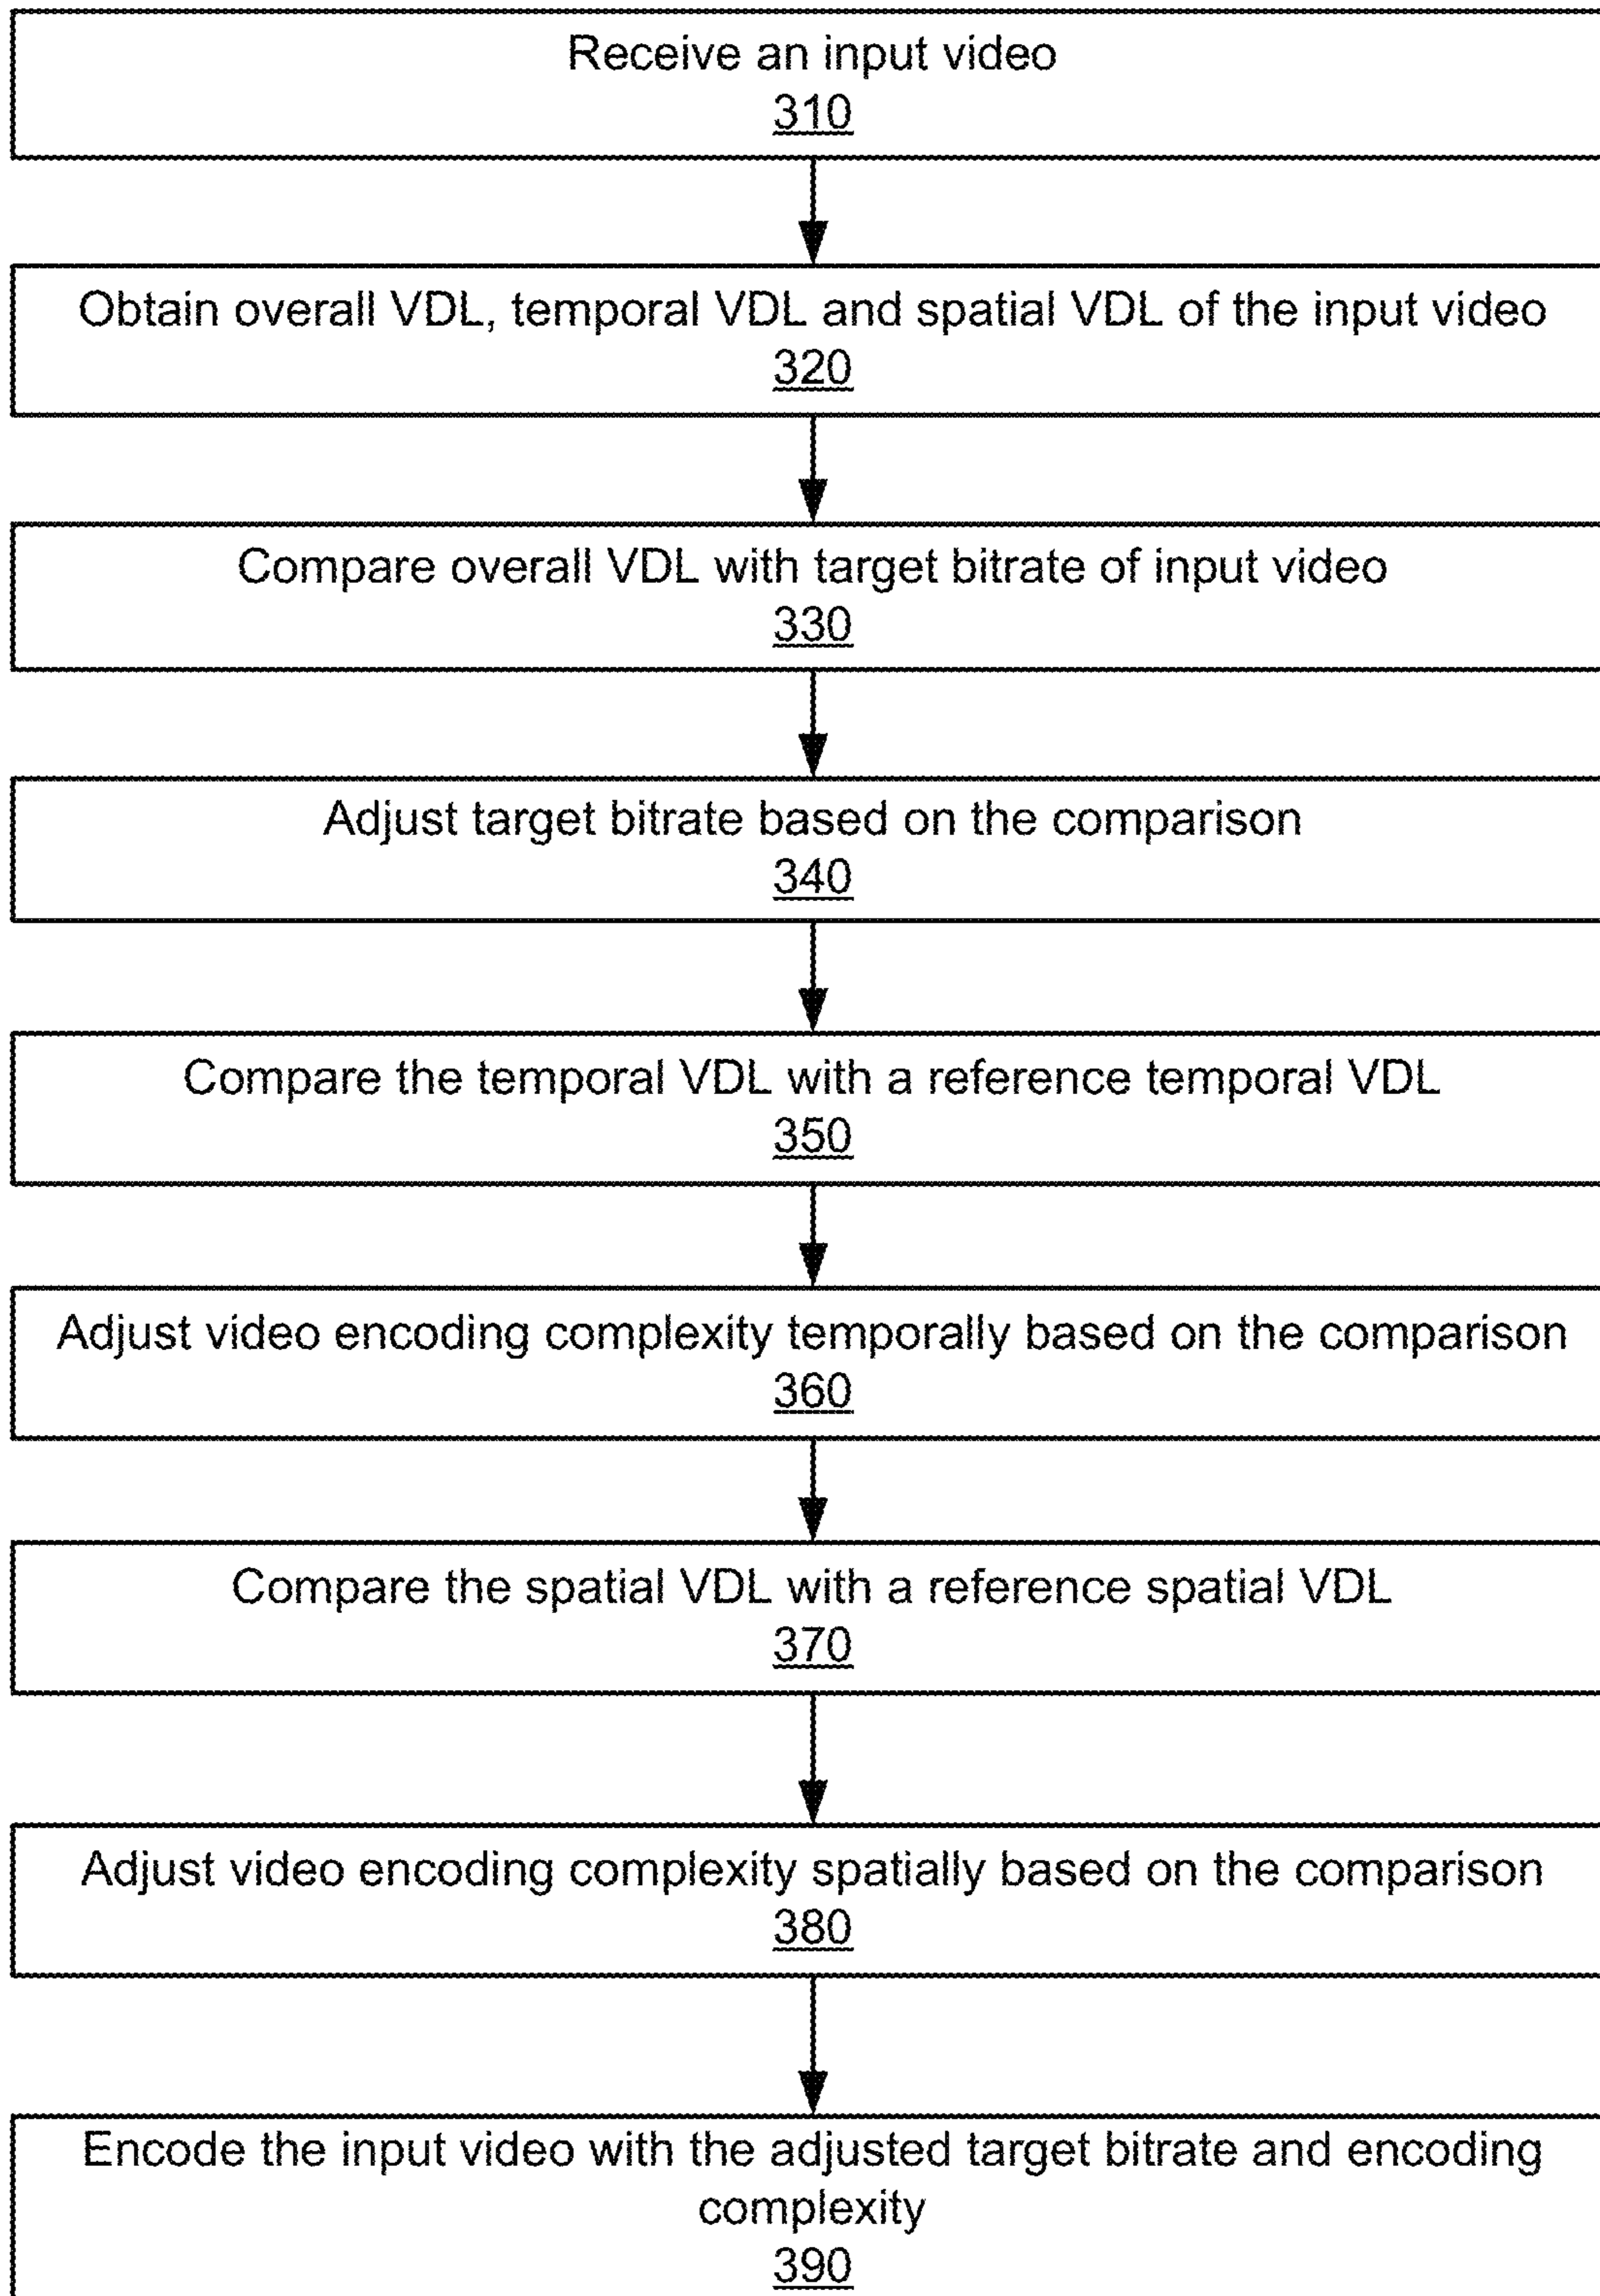 Receive an input video
310
Obtain overall VDL, temporal VDL and spatial VDL of the input video
320
Compare overall VDL with target bitrate of input video
330
Adjust target bitrate based on the comparison
340
Compare the temporal VDL with a reference temporal VDL
350
Adjust video encoding complexity temporally based on the comparison
360
Compare the spatial VDL with a reference spatial VDL
370
Adjust video encoding complexity spatially based on the comparison
380
Encode the input video with the adjusted target bitrate and encoding
complexity
390